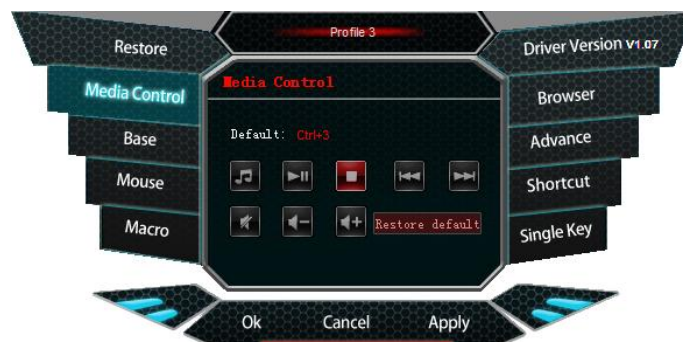 Profile 3
Restore
Media Control
Base
Mouse
Macro
Media Control
Default: Ctrl+3
Restore default
Driver Version V1.07
Browser
Advance
Shortcut
Single Key
Ok Cancel Apply